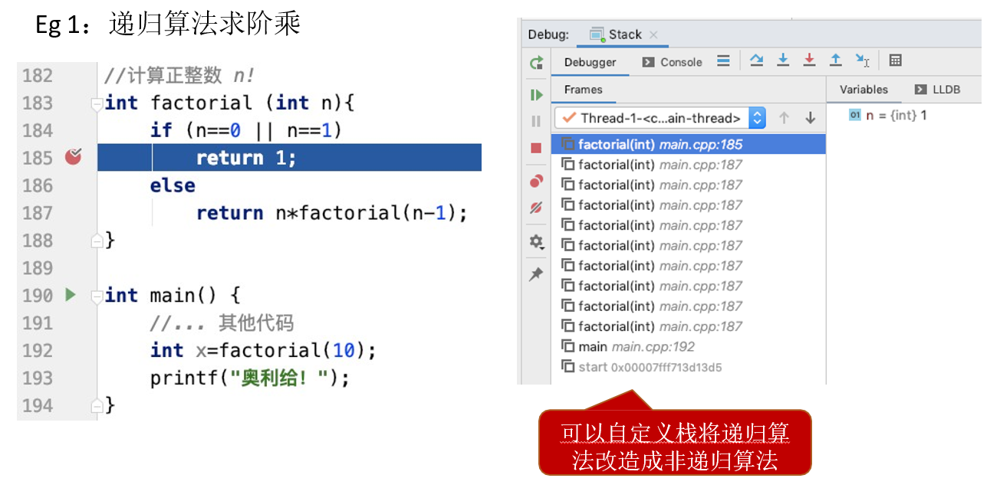 Eg 1：递归算法求阶乘
182 //计算正整数 n!
183 int factorial (int n){
184 if (n==0 || n==1)
185 return 1;
186 else
187 return n*factorial(n-1);
188 }
189
190 int main() {
191 //... 其他代码
192 int x=factorial(10);
193 printf("奥利给！");
194 }
Debug: Stack
Debugger Console
Frames
Variables LLDB
Thread-1-<c...ain-thread>
01 n = {int} 1
factorial(int) main.cpp:185
factorial(int) main.cpp:187
factorial(int) main.cpp:187
factorial(int) main.cpp:187
factorial(int) main.cpp:187
factorial(int) main.cpp:187
factorial(int) main.cpp:187
factorial(int) main.cpp:187
factorial(int) main.cpp:187
factorial(int) main.cpp:187
main main.cpp:192
start 0x00007fff713d13d5
可以自定义栈将递归算
法改造成非递归算法